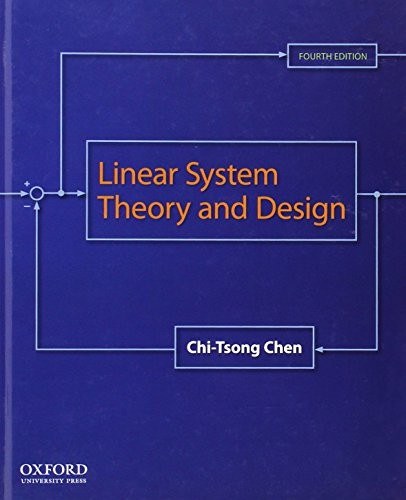 FOURTH EDITION
+
−
Linear System
Theory and Design
Chi-Tsong Chen
OXFORD
UNIVERSITY PRESS